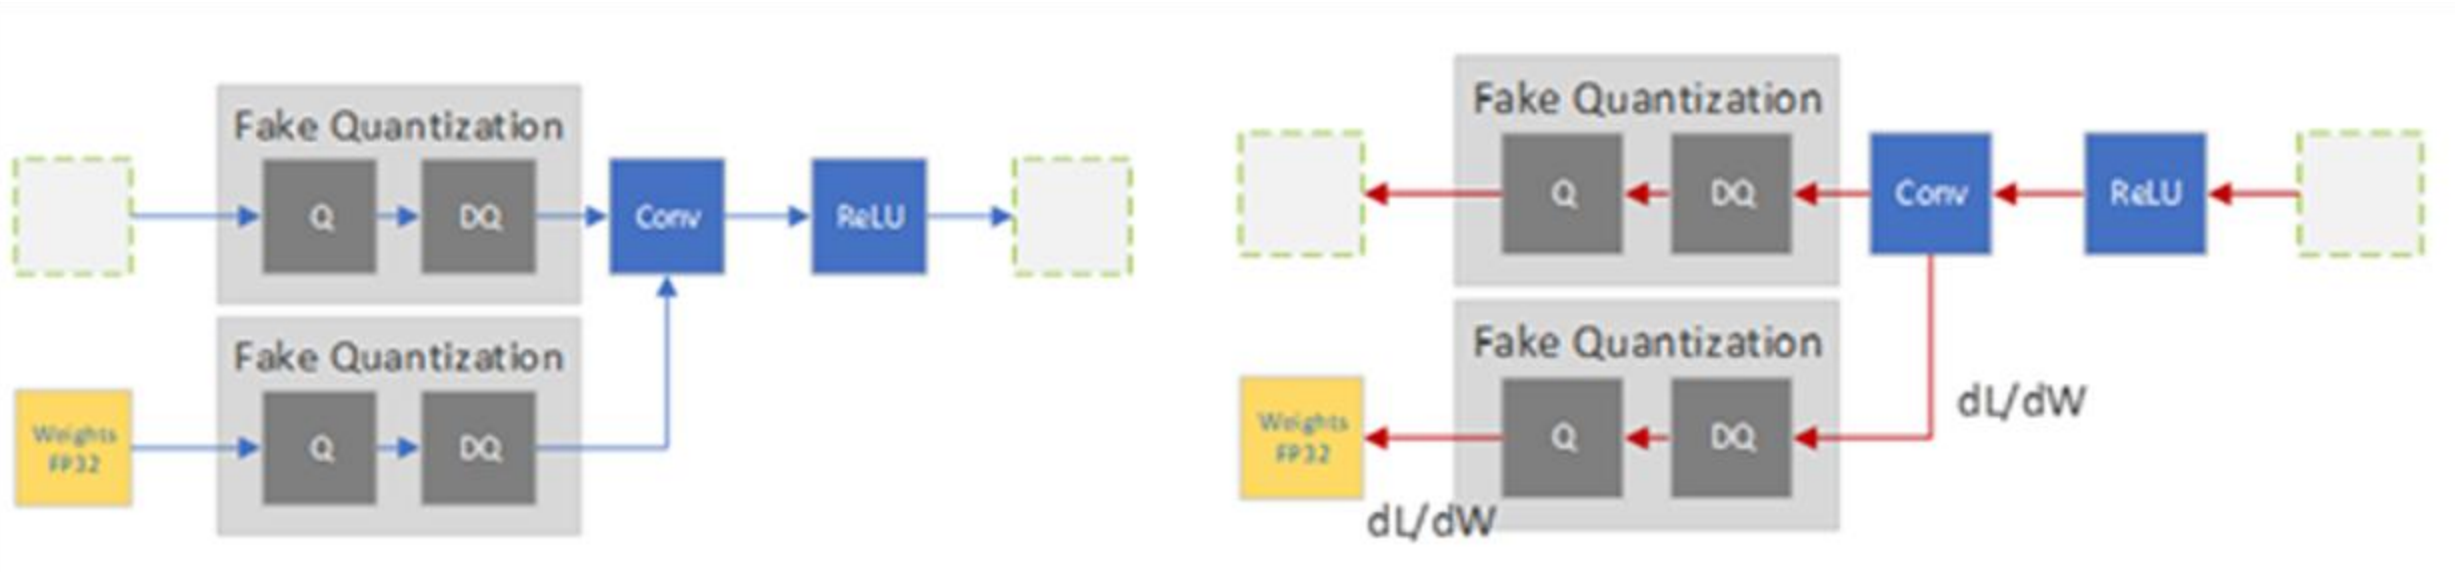 Fake Quantization
Q
DQ
Conv
ReLU
Fake Quantization
Weights
FP32
Q
DQ
Fake Quantization
Q
DQ
Conv
ReLU
Fake Quantization
Weights
FP32
Q
DQ
dL/dW
dL/dW